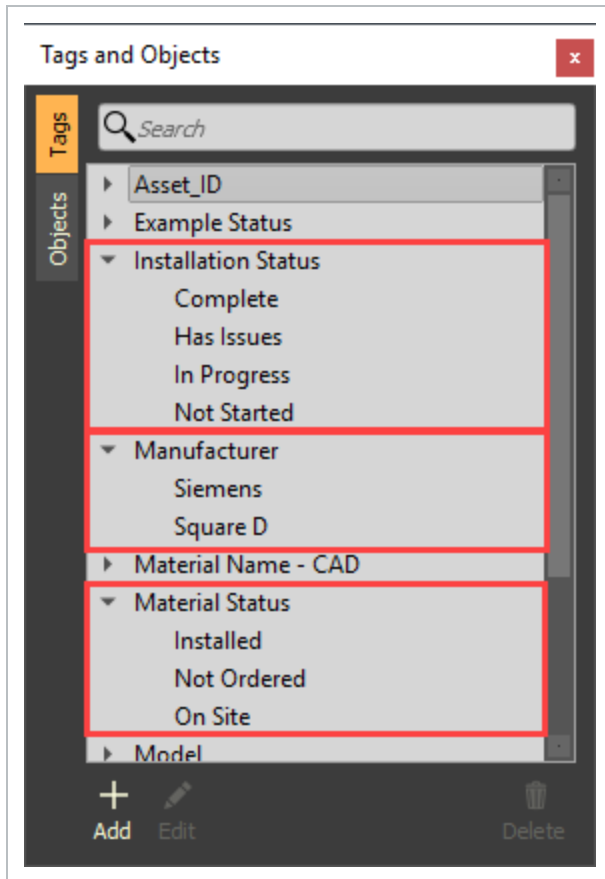 Tags and Objects
x
Tags
Objects
Search
Asset_ID
Example Status
Installation Status
Complete
Has Issues
In Progress
Not Started
Manufacturer
Siemens
Square D
Material Name - CAD
Material Status
Installed
Not Ordered
On Site
Model
Add Edit Delete